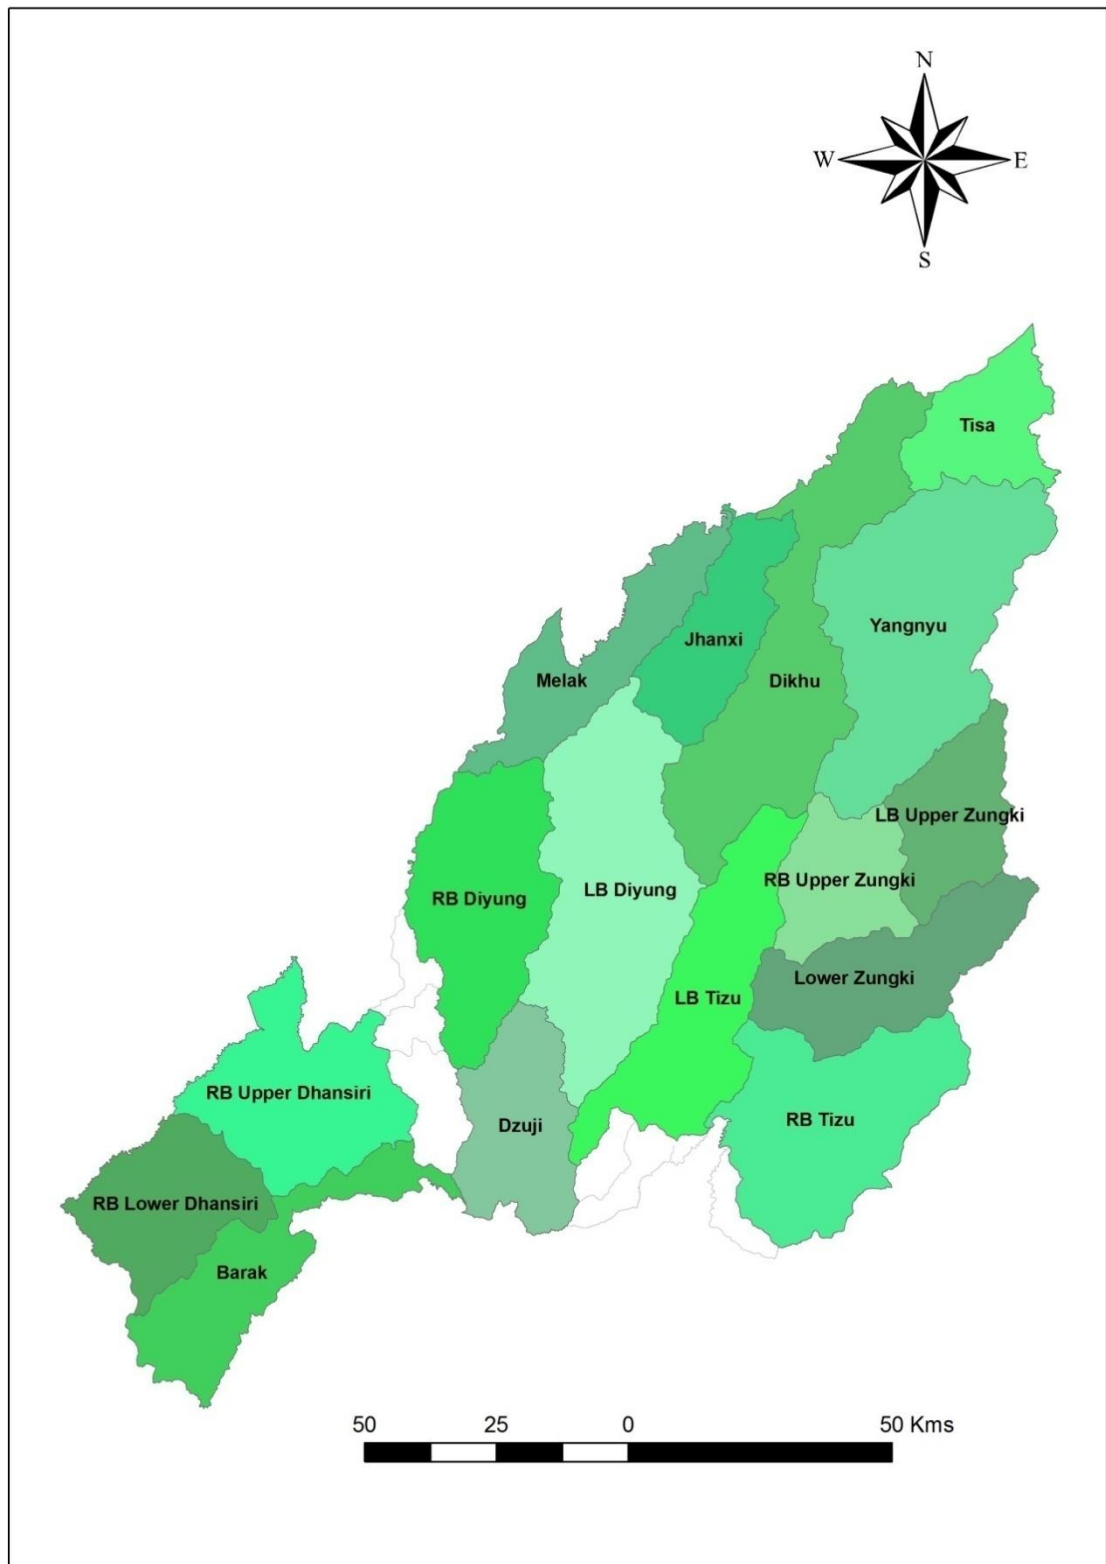 N
W
E
S
Tisa
Yangnyu
Jhanxi
Melak
Dikhu
LB Upper Zungki
RB Upper Zungki
LB Diyung
RB Diyung
Lower Zungki
LB Tizu
RB Upper Dhansiri
RB Tizu
Dzuji
RB Lower Dhansiri
Barak
50 25 0 50 Kms